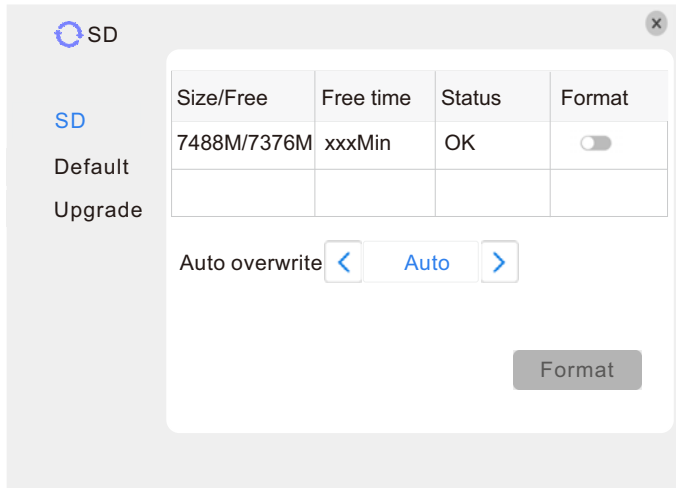 SD
SD
Default
Upgrade
Size/Free Free time Status Format
7488M/7376M xxxMin OK
Auto overwrite < Auto >
Format